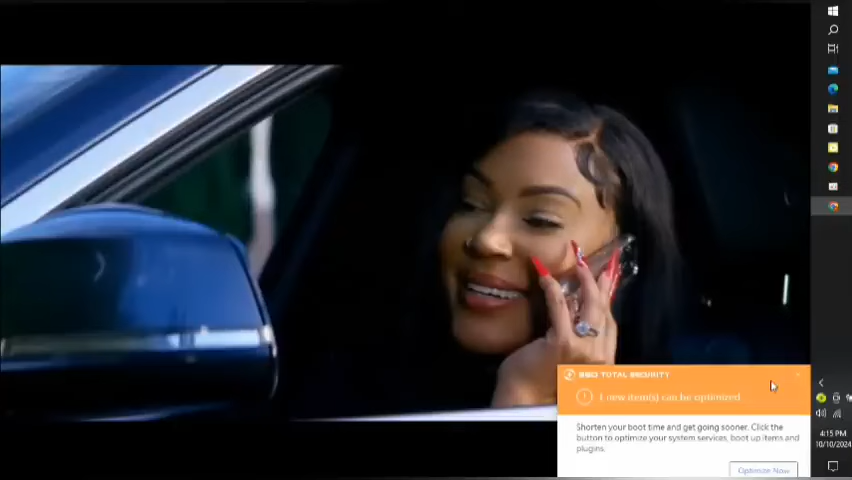 360 TOTAL SECURITY
1 new item(s) can be optimized
Shorten your boot time and get going sooner. Click the
button to optimize your system services, boot up items and
plugins.
Optimize Now
4:15 PM
10/10/2024